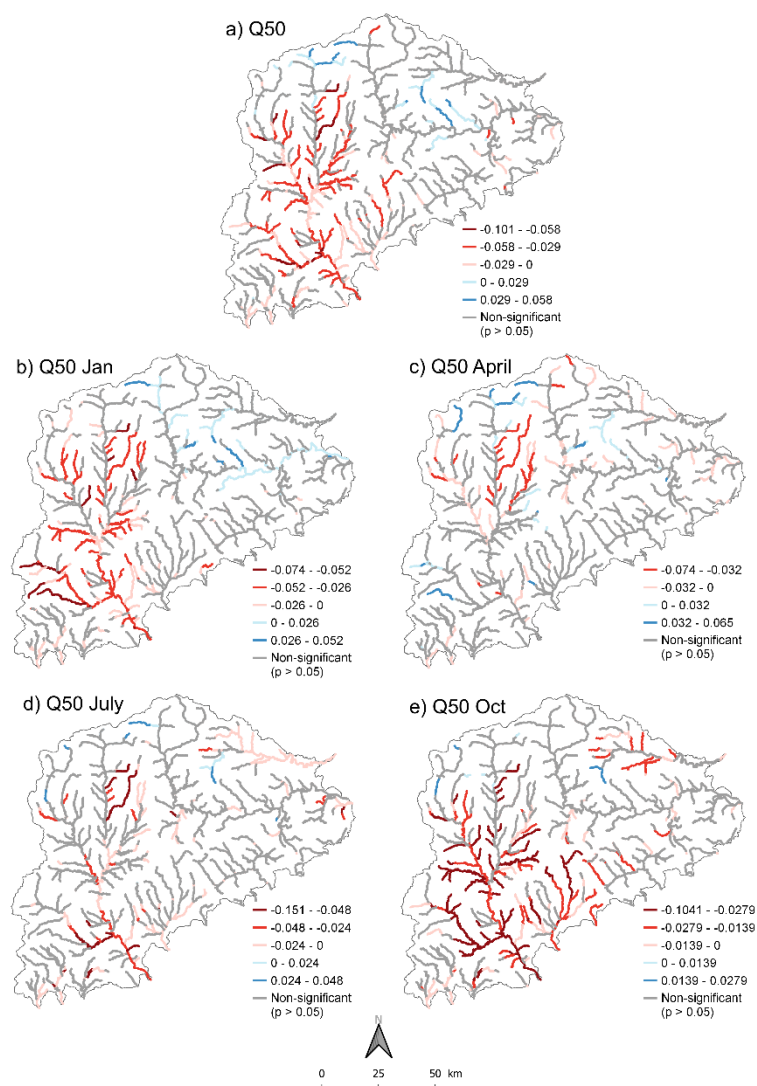 a) Q50
-0.101 - -0.058
-0.058 - -0.029
-0.029 - 0
0 - 0.029
0.029 - 0.058
Non-significant
(p > 0.05)
b) Q50 Jan
-0.074 - -0.052
-0.052 - -0.026
-0.026 - 0
0 - 0.026
0.026 - 0.052
Non-significant
(p > 0.05)
c) Q50 April
-0.074 - -0.032
-0.032 - 0
0 - 0.032
0.032 - 0.065
Non-significant
(p > 0.05)
d) Q50 July
-0.151 - -0.048
-0.048 - -0.024
-0.024 - 0
0 - 0.024
0.024 - 0.048
Non-significant
(p > 0.05)
e) Q50 Oct
-0.1041 - -0.0279
-0.0279 - -0.0139
-0.0139 - 0
0 - 0.0139
0.0139 - 0.0279
Non-significant
(p > 0.05)
N
0 25 50 km